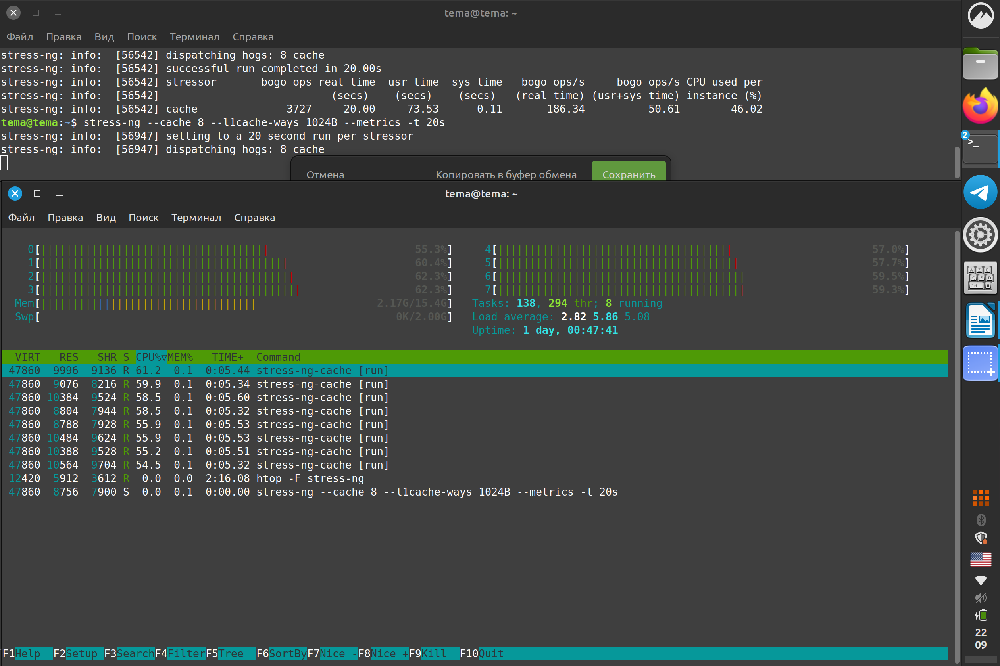 tema@tema: ~
Файл Правка Вид Поиск Терминал Справка
stress-ng: info:  [56542] dispatching hogs: 8 cache
stress-ng: info:  [56542] successful run completed in 20.00s
stress-ng: info:  [56542] stressor       bogo ops real time  usr time  sys time   bogo ops/s     bogo ops/s CPU used per
stress-ng: info:  [56542]                           (secs)    (secs)    (secs)   (real time) (usr+sys time) instance (%)
stress-ng: info:  [56542] cache              3727     20.00     73.53      0.11       186.34          50.61        46.02
tema@tema:~$ stress-ng --cache 8 --l1cache-ways 1024B --metrics -t 20s
stress-ng: info:  [56947] setting to a 20 second run per stressor
stress-ng: info:  [56947] dispatching hogs: 8 cache
Отмена Копировать в буфер обмена Сохранить
tema@tema: ~
Файл Правка Вид Поиск Терминал Справка
0[ 55.3%] 4[ 57.0%]
1[ 60.4%] 5[ 57.7%]
2[ 62.3%] 6[ 59.5%]
3[ 62.3%] 7[ 59.3%]
Mem[ 2.17G/15.4G] Tasks: 138, 294 thr; 8 running
Swp[ 0K/2.00G] Load average: 2.82 5.86 5.08
Uptime: 1 day, 00:47:41
VIRT   RES   SHR S CPU%▽MEM%   TIME+  Command
47860  9996  9136 R 61.2  0.1  0:05.44 stress-ng-cache [run]
47860  9076  8216 R 59.9  0.1  0:05.34 stress-ng-cache [run]
47860 10384  9524 R 58.5  0.1  0:05.60 stress-ng-cache [run]
47860  8804  7944 R 58.5  0.1  0:05.32 stress-ng-cache [run]
47860  8788  7928 R 55.9  0.1  0:05.53 stress-ng-cache [run]
47860 10484  9624 R 55.9  0.1  0:05.53 stress-ng-cache [run]
47860 10388  9528 R 55.2  0.1  0:05.51 stress-ng-cache [run]
47860 10564  9704 R 54.5  0.1  0:05.32 stress-ng-cache [run]
12420  5912  3612 R  0.0  0.0  2:16.08 htop -F stress-ng
47860  8756  7900 S  0.0  0.1  0:00.00 stress-ng --cache 8 --l1cache-ways 1024B --metrics -t 20s
F1Help  F2Setup F3SearchF4FilterF5Tree  F6SortByF7Nice -F8Nice +F9Kill  F10Quit
2
>_
A Z E
Q S D
Ctrl
22
09